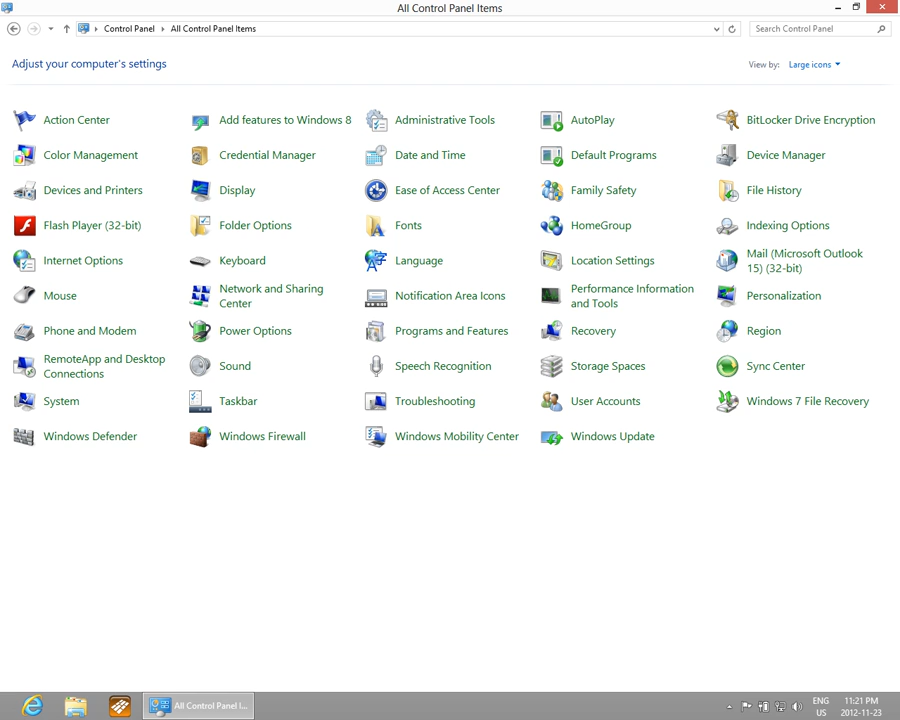 All Control Panel Items
Control Panel
All Control Panel Items
Search Control Panel
Adjust your computer's settings
View by: Large icons
Action Center
Add features to Windows 8
Administrative Tools
AutoPlay
BitLocker Drive Encryption
Color Management
Credential Manager
Date and Time
Default Programs
Device Manager
Devices and Printers
Display
Ease of Access Center
Family Safety
File History
Flash Player (32-bit)
Folder Options
Fonts
HomeGroup
Indexing Options
Internet Options
Keyboard
Language
Location Settings
Mail (Microsoft Outlook
15) (32-bit)
Mouse
Network and Sharing
Center
Notification Area Icons
Performance Information
and Tools
Personalization
Phone and Modem
Power Options
Programs and Features
Recovery
Region
RemoteApp and Desktop
Connections
Sound
Speech Recognition
Storage Spaces
Sync Center
System
Taskbar
Troubleshooting
User Accounts
Windows 7 File Recovery
Windows Defender
Windows Firewall
Windows Mobility Center
Windows Update
All Control Panel I...
ENG
US
11:21 PM
2012-11-23